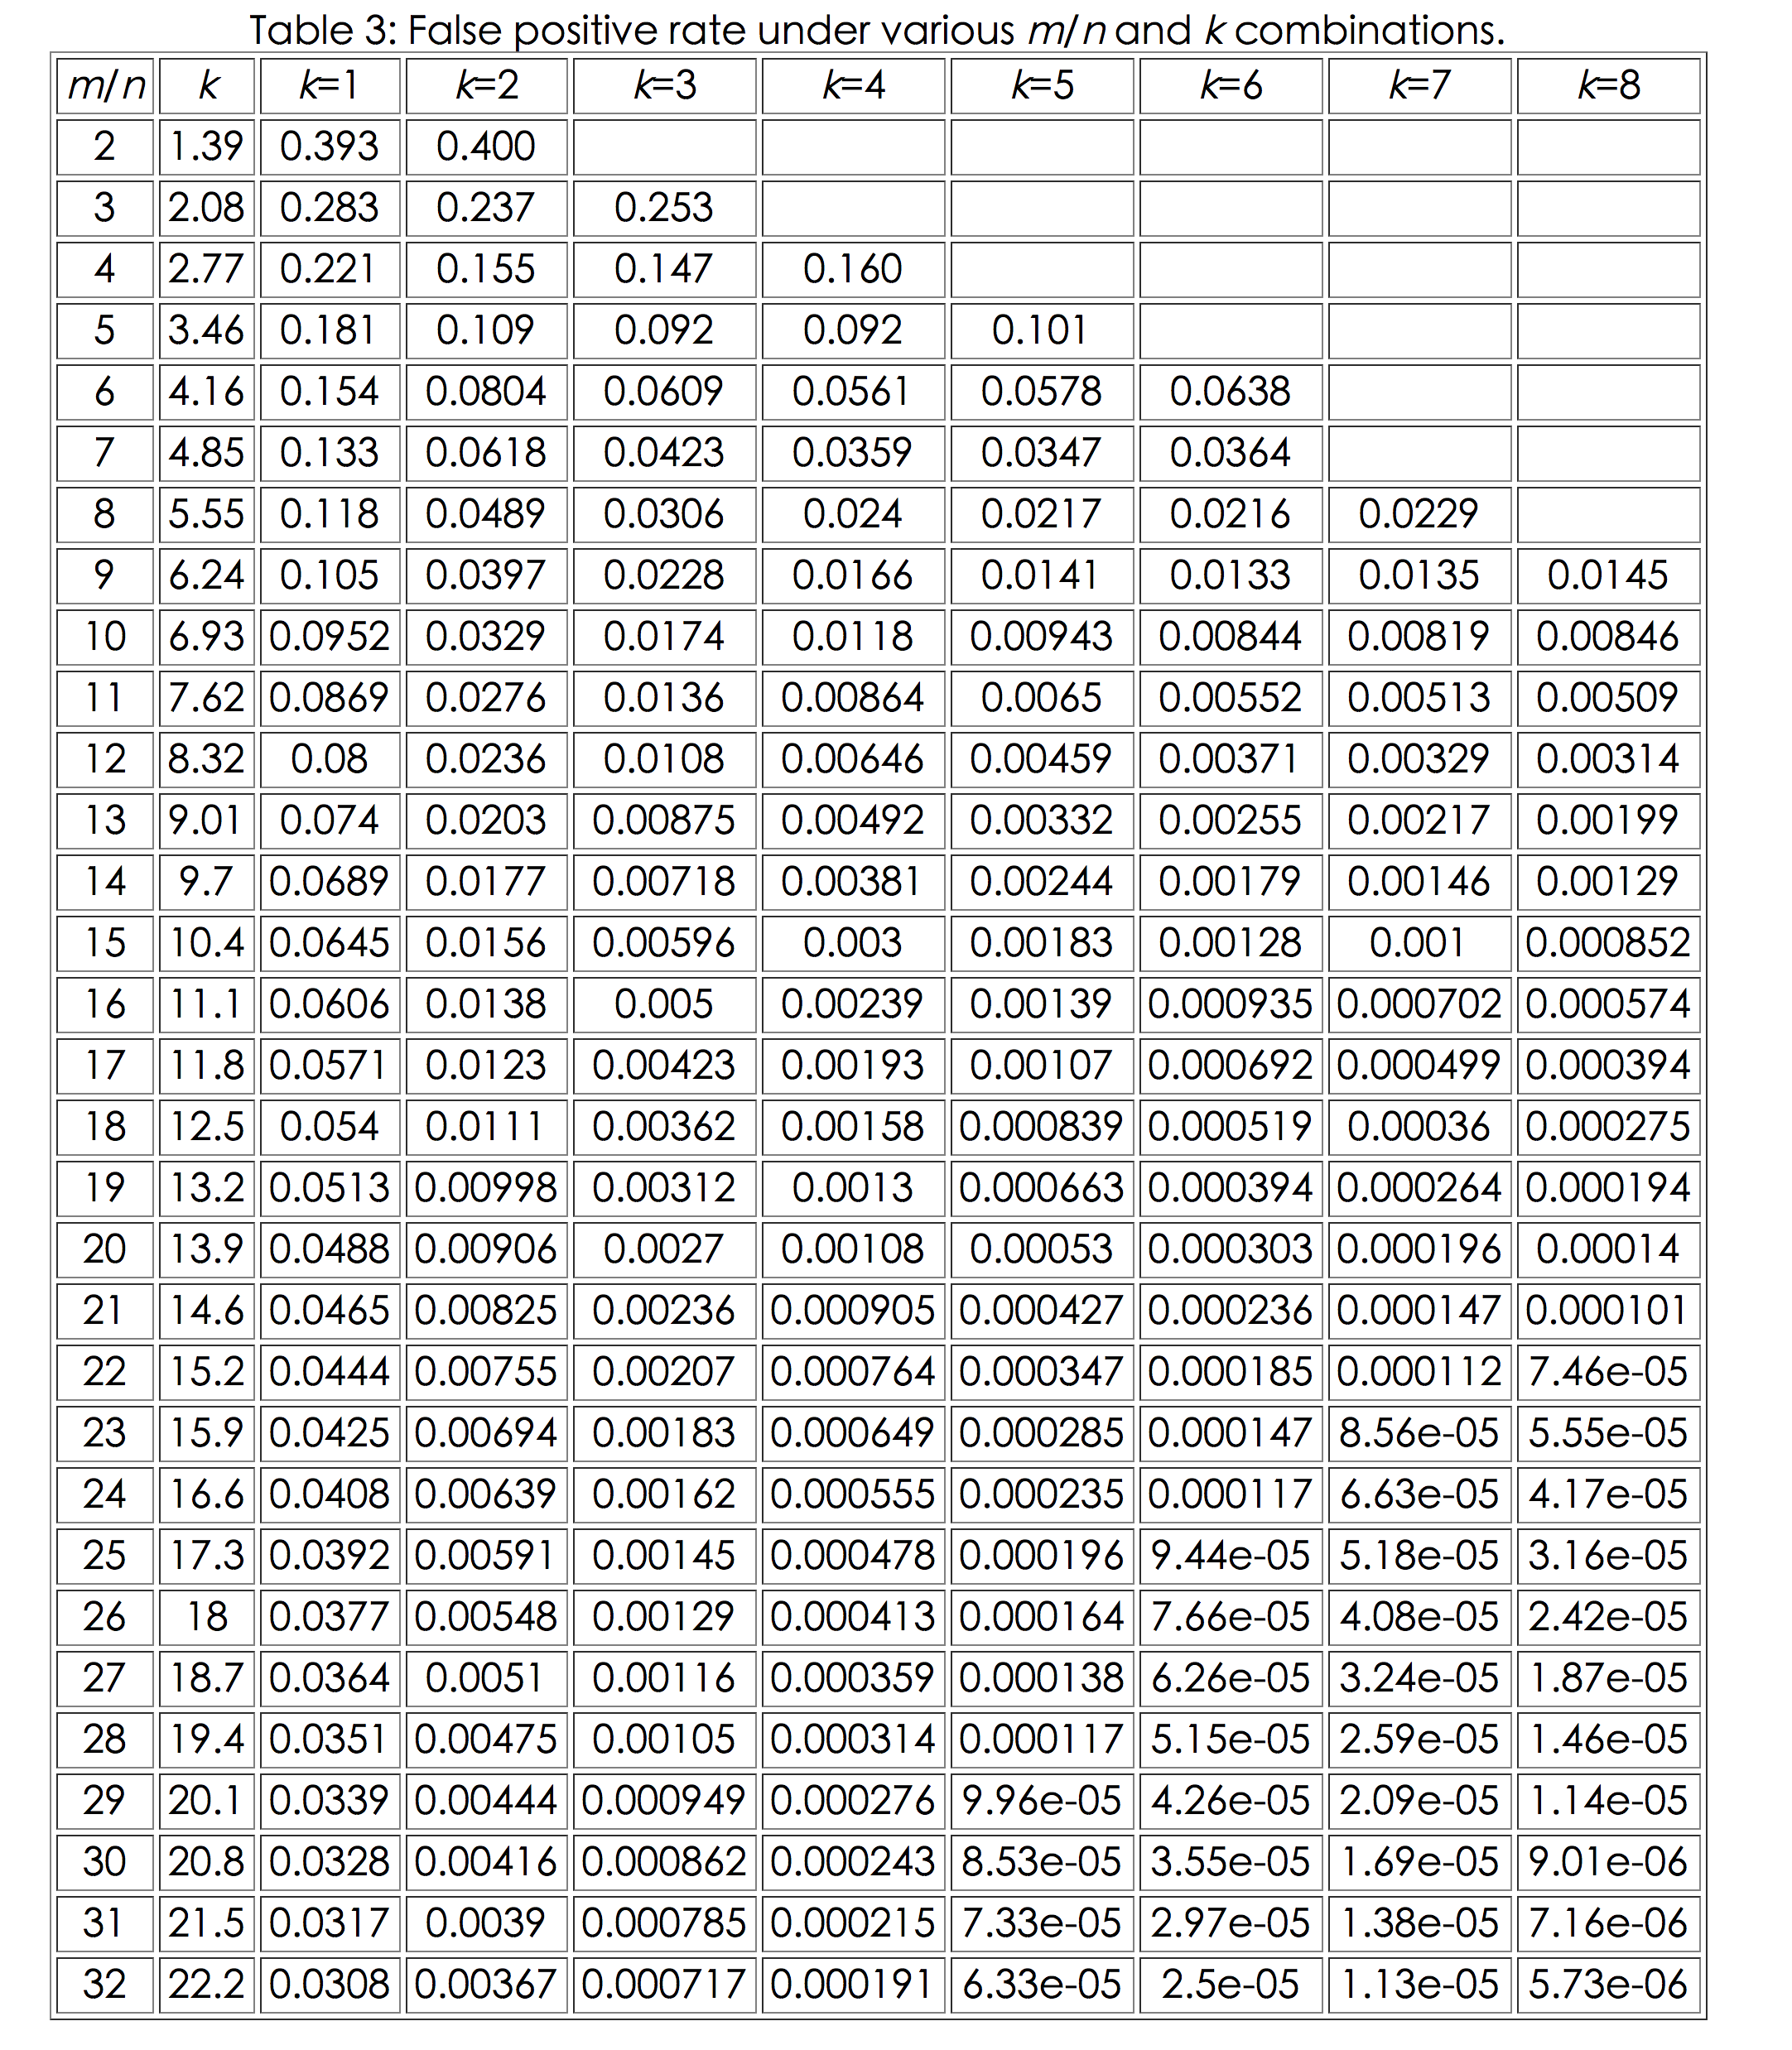 Table 3: False positive rate under various m/n and k combinations.
m/n k k=1 k=2 k=3 k=4 k=5 k=6 k=7 k=8
2 1.39 0.393 0.400
3 2.08 0.283 0.237 0.253
4 2.77 0.221 0.155 0.147 0.160
5 3.46 0.181 0.109 0.092 0.092 0.101
6 4.16 0.154 0.0804 0.0609 0.0561 0.0578 0.0638
7 4.85 0.133 0.0618 0.0423 0.0359 0.0347 0.0364
8 5.55 0.118 0.0489 0.0306 0.024 0.0217 0.0216 0.0229
9 6.24 0.105 0.0397 0.0228 0.0166 0.0141 0.0133 0.0135 0.0145
10 6.93 0.0952 0.0329 0.0174 0.0118 0.00943 0.00844 0.00819 0.00846
11 7.62 0.0869 0.0276 0.0136 0.00864 0.0065 0.00552 0.00513 0.00509
12 8.32 0.08 0.0236 0.0108 0.00646 0.00459 0.00371 0.00329 0.00314
13 9.01 0.074 0.0203 0.00875 0.00492 0.00332 0.00255 0.00217 0.00199
14 9.7 0.0689 0.0177 0.00718 0.00381 0.00244 0.00179 0.00146 0.00129
15 10.4 0.0645 0.0156 0.00596 0.003 0.00183 0.00128 0.001 0.000852
16 11.1 0.0606 0.0138 0.005 0.00239 0.00139 0.000935 0.000702 0.000574
17 11.8 0.0571 0.0123 0.00423 0.00193 0.00107 0.000692 0.000499 0.000394
18 12.5 0.054 0.0111 0.00362 0.00158 0.000839 0.000519 0.00036 0.000275
19 13.2 0.0513 0.00998 0.00312 0.0013 0.000663 0.000394 0.000264 0.000194
20 13.9 0.0488 0.00906 0.0027 0.00108 0.00053 0.000303 0.000196 0.00014
21 14.6 0.0465 0.00825 0.00236 0.000905 0.000427 0.000236 0.000147 0.000101
22 15.2 0.0444 0.00755 0.00207 0.000764 0.000347 0.000185 0.000112 7.46e-05
23 15.9 0.0425 0.00694 0.00183 0.000649 0.000285 0.000147 8.56e-05 5.55e-05
24 16.6 0.0408 0.00639 0.00162 0.000555 0.000235 0.000117 6.63e-05 4.17e-05
25 17.3 0.0392 0.00591 0.00145 0.000478 0.000196 9.44e-05 5.18e-05 3.16e-05
26 18 0.0377 0.00548 0.00129 0.000413 0.000164 7.66e-05 4.08e-05 2.42e-05
27 18.7 0.0364 0.0051 0.00116 0.000359 0.000138 6.26e-05 3.24e-05 1.87e-05
28 19.4 0.0351 0.00475 0.00105 0.000314 0.000117 5.15e-05 2.59e-05 1.46e-05
29 20.1 0.0339 0.00444 0.000949 0.000276 9.96e-05 4.26e-05 2.09e-05 1.14e-05
30 20.8 0.0328 0.00416 0.000862 0.000243 8.53e-05 3.55e-05 1.69e-05 9.01e-06
31 21.5 0.0317 0.0039 0.000785 0.000215 7.33e-05 2.97e-05 1.38e-05 7.16e-06
32 22.2 0.0308 0.00367 0.000717 0.000191 6.33e-05 2.5e-05 1.13e-05 5.73e-06